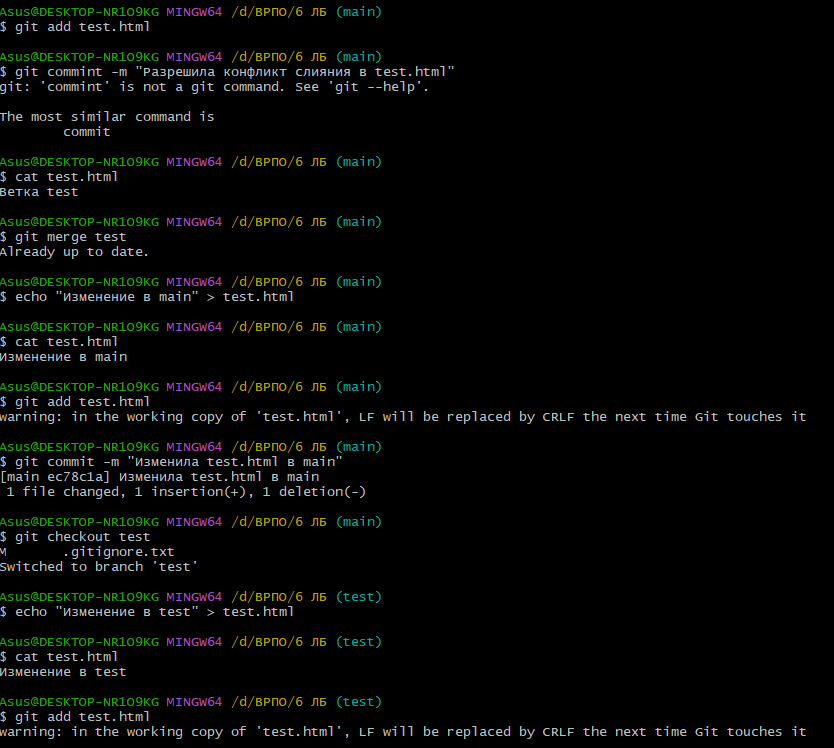 Asus@DESKTOP-NR1O9KG MINGW64 /d/ВРПО/6 ЛБ (main)
$ git add test.html
Asus@DESKTOP-NR1O9KG MINGW64 /d/ВРПО/6 ЛБ (main)
$ git commint -m "Разрешила конфликт слияния в test.html"
git: 'commint' is not a git command. See 'git --help'.
The most similar command is
commit
Asus@DESKTOP-NR1O9KG MINGW64 /d/ВРПО/6 ЛБ (main)
$ cat test.html
Ветка test
Asus@DESKTOP-NR1O9KG MINGW64 /d/ВРПО/6 ЛБ (main)
$ git merge test
Already up to date.
Asus@DESKTOP-NR1O9KG MINGW64 /d/ВРПО/6 ЛБ (main)
$ echo "Изменение в main" > test.html
Asus@DESKTOP-NR1O9KG MINGW64 /d/ВРПО/6 ЛБ (main)
$ cat test.html
Изменение в main
Asus@DESKTOP-NR1O9KG MINGW64 /d/ВРПО/6 ЛБ (main)
$ git add test.html
warning: in the working copy of 'test.html', LF will be replaced by CRLF the next time Git touches it
Asus@DESKTOP-NR1O9KG MINGW64 /d/ВРПО/6 ЛБ (main)
$ git commit -m "Изменила test.html в main"
[main ec78c1a] Изменила test.html в main
1 file changed, 1 insertion(+), 1 deletion(-)
Asus@DESKTOP-NR1O9KG MINGW64 /d/ВРПО/6 ЛБ (main)
$ git checkout test
M .gitignore.txt
Switched to branch 'test'
Asus@DESKTOP-NR1O9KG MINGW64 /d/ВРПО/6 ЛБ (test)
$ echo "Изменение в test" > test.html
Asus@DESKTOP-NR1O9KG MINGW64 /d/ВРПО/6 ЛБ (test)
$ cat test.html
Изменение в test
Asus@DESKTOP-NR1O9KG MINGW64 /d/ВРПО/6 ЛБ (test)
$ git add test.html
warning: in the working copy of 'test.html', LF will be replaced by CRLF the next time Git touches it